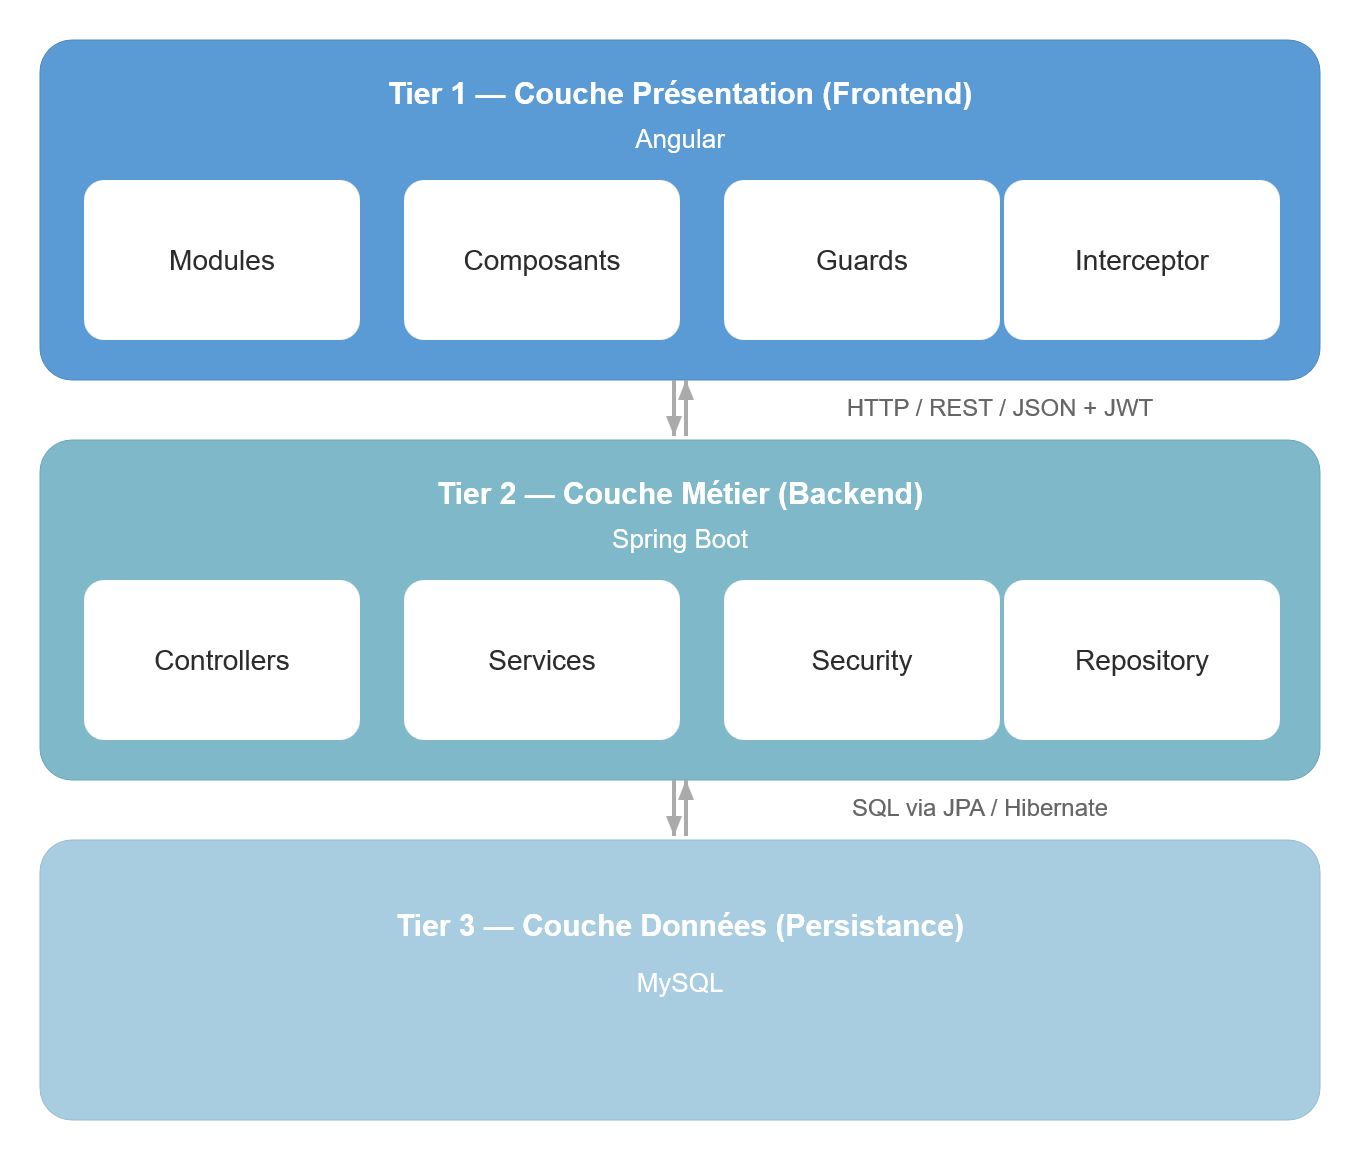 Tier 1 — Couche Présentation (Frontend)
Angular
Modules
Composants
Guards
Interceptor
HTTP / REST / JSON + JWT
Tier 2 — Couche Métier (Backend)
Spring Boot
Controllers
Services
Security
Repository
SQL via JPA / Hibernate
Tier 3 — Couche Données (Persistance)
MySQL